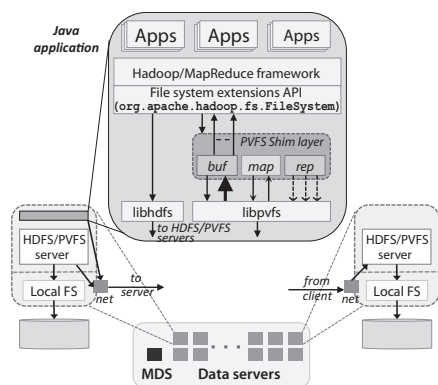 Java
application
Apps Apps Apps
Hadoop/MapReduce framework
File system extensions API
(org.apache.hadoop.fs.FileSystem)
PVFS Shim layer
buf map rep
libhdfs libpvfs
to HDFS/PVFS
servers
HDFS/PVFS
server
Local FS
net
to
server
from
client
HDFS/PVFS
server
net
Local FS
. . .
MDS Data servers